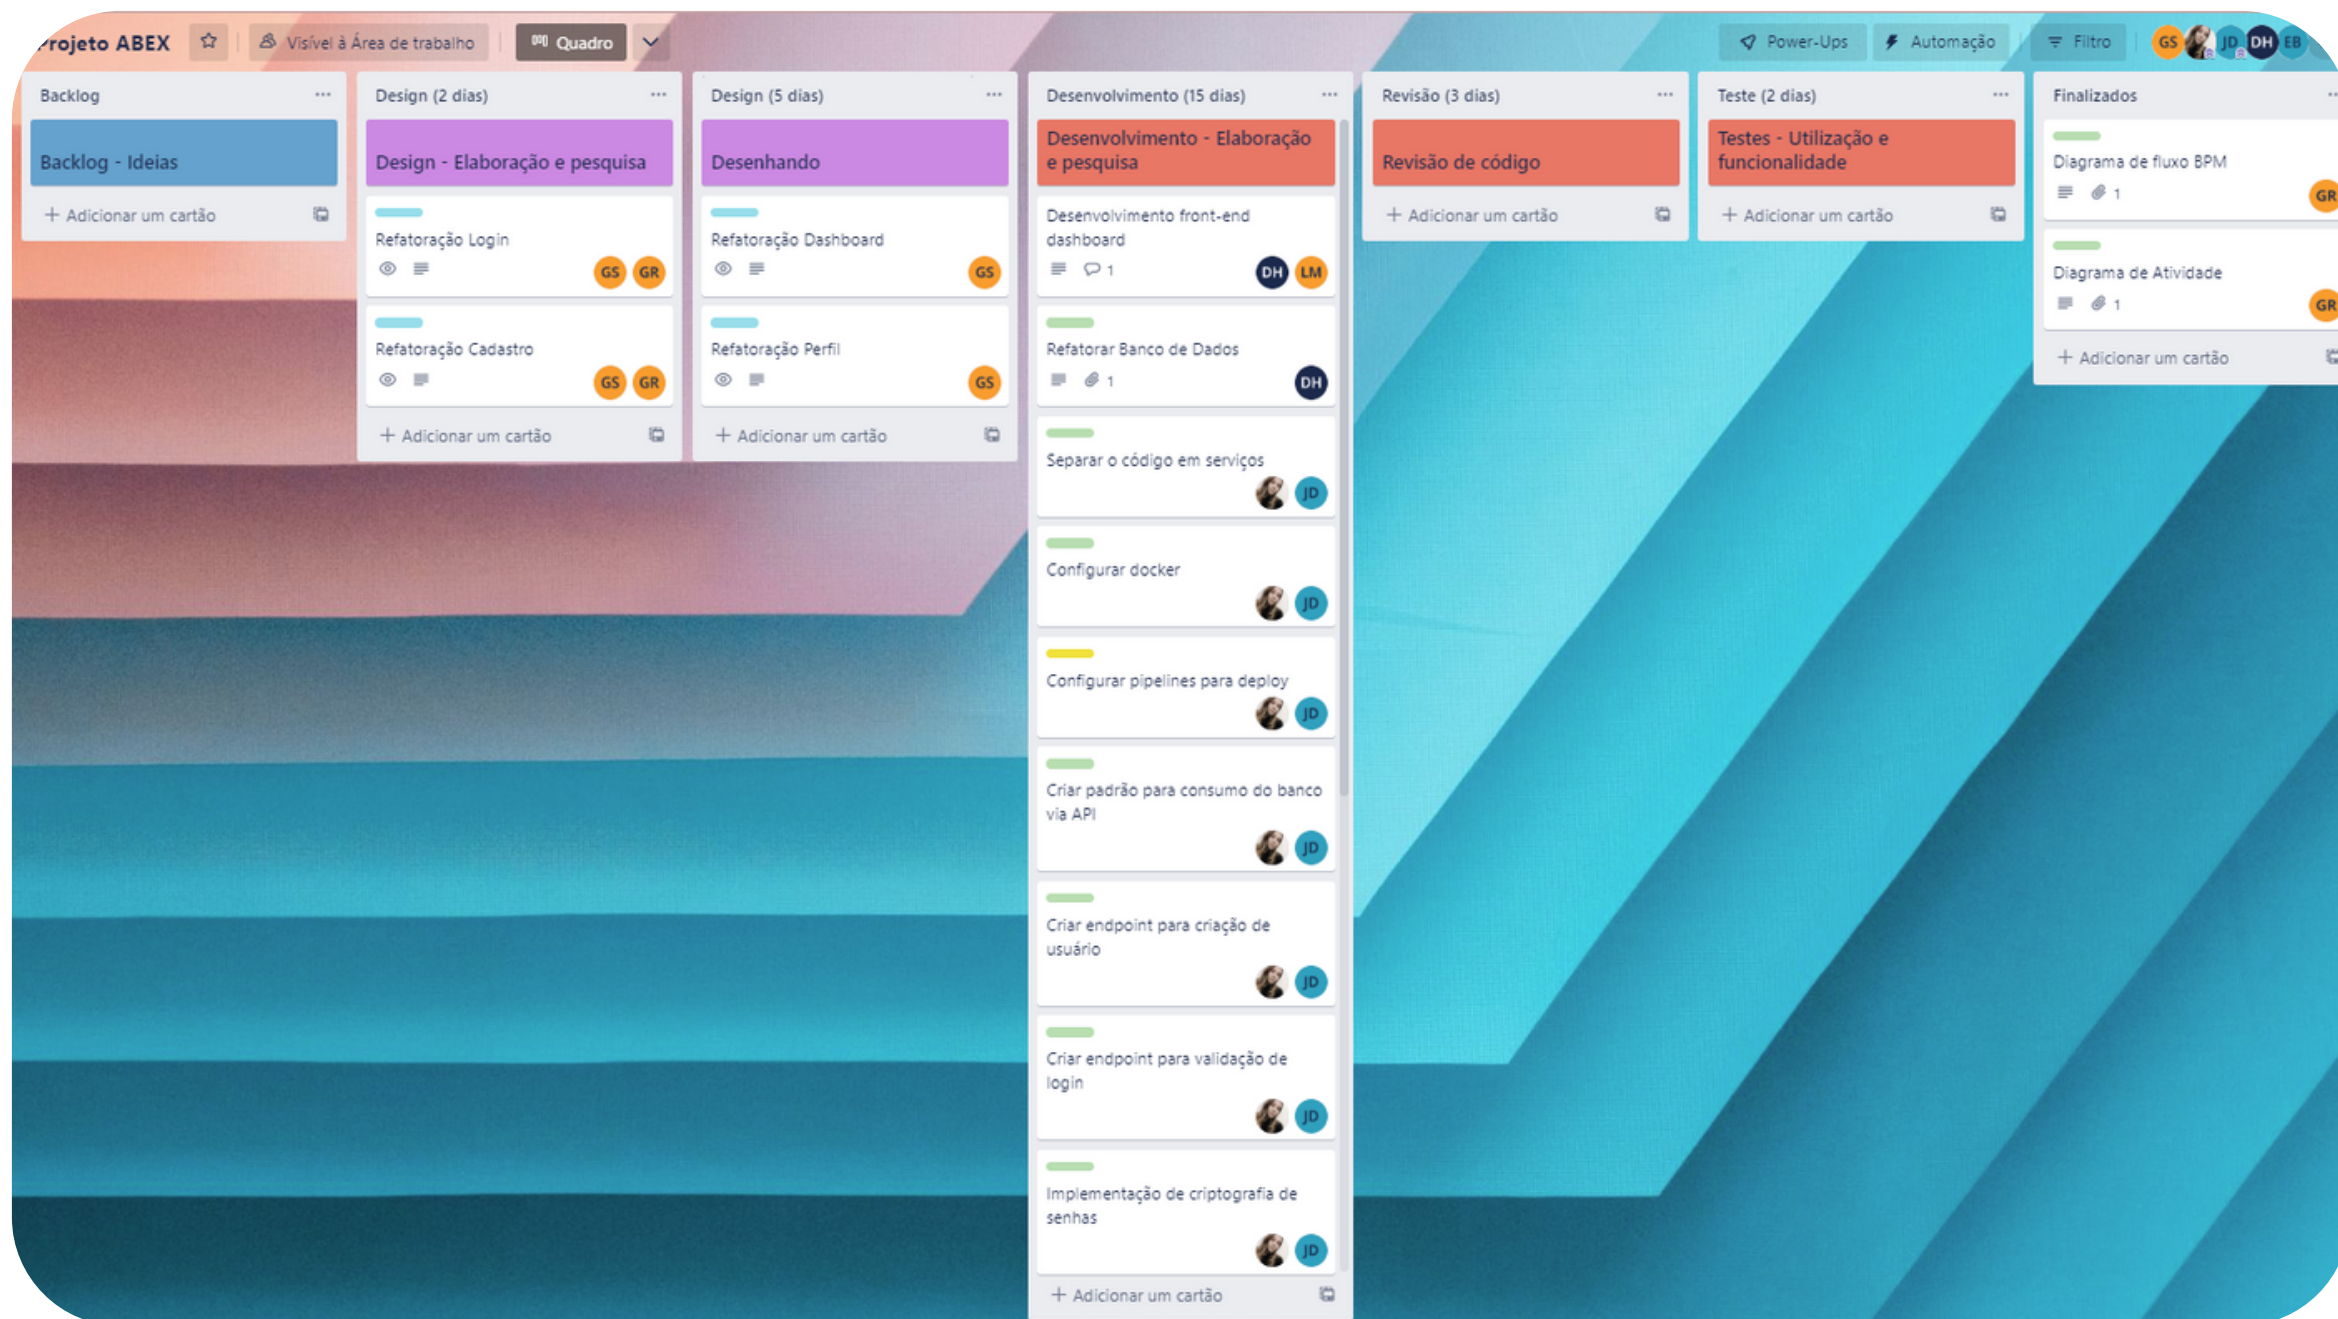 Projeto ABEX
Visível à Área de trabalho
Quadro
Power-Ups
Automação
Filtro
GS JD DH EB
Backlog
Backlog - Ideias
+ Adicionar um cartão
Design (2 dias)
Design - Elaboração e pesquisa
Refatoração Login
GS GR
Refatoração Cadastro
GS GR
+ Adicionar um cartão
Design (5 dias)
Desenhando
Refatoração Dashboard
GS
Refatoração Perfil
GS
+ Adicionar um cartão
Desenvolvimento (15 dias)
Desenvolvimento - Elaboração
e pesquisa
Desenvolvimento front-end
dashboard
1
DH LM
Refatorar Banco de Dados
1
DH
Separar o código em serviços
JD
Configurar docker
JD
Configurar pipelines para deploy
JD
Criar padrão para consumo do banco
via API
JD
Criar endpoint para criação de
usuário
JD
Criar endpoint para validação de
login
JD
Implementação de criptografia de
senhas
JD
+ Adicionar um cartão
Revisão (3 dias)
Revisão de código
+ Adicionar um cartão
Teste (2 dias)
Testes - Utilização e
funcionalidade
+ Adicionar um cartão
Finalizados
Diagrama de fluxo BPM
1
GR
Diagrama de Atividade
1
GR
+ Adicionar um cartão